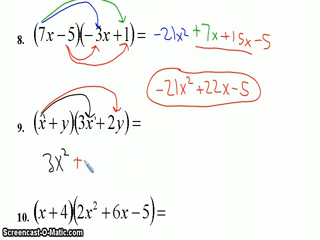 8. (7x-5)(-3x+1)= -21x² +7x +15x -5
-21x² +22x -5
9. (x+y)(3x+2y)=
3x² +
10. (x+4)(2x²+6x-5)=
Screencast-O-Matic.com